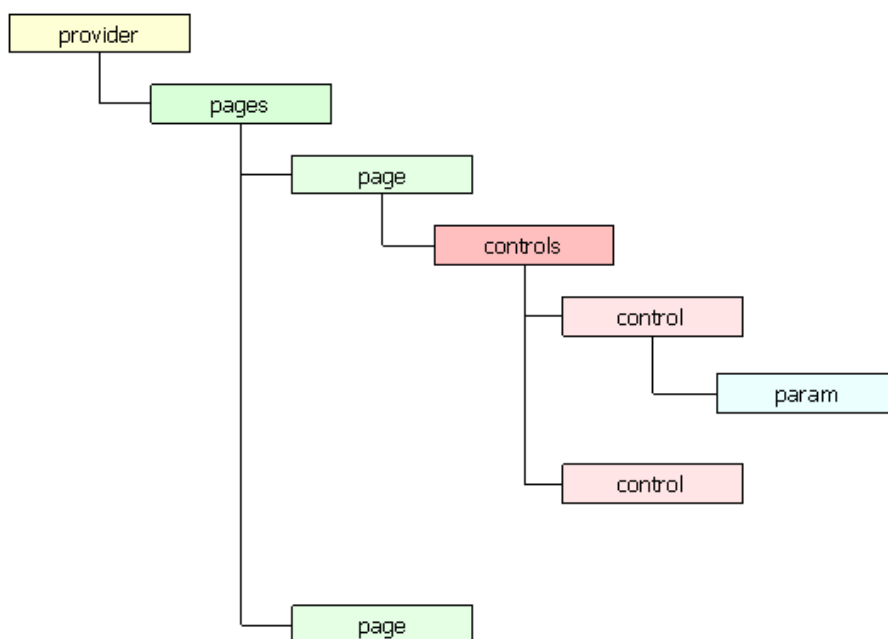 provider
pages
page
controls
control
param
control
page